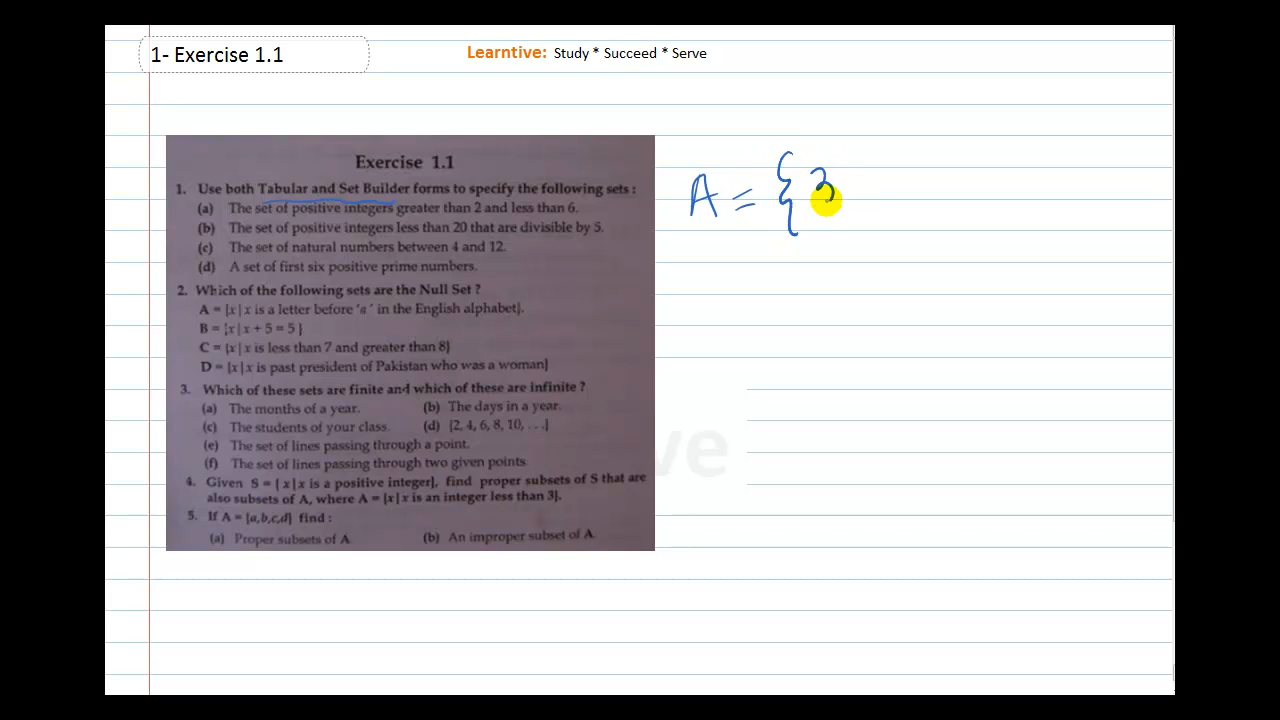 1- Exercise 1.1
Learntive: Study * Succeed * Serve
Exercise 1.1
1. Use both Tabular and Set Builder forms to specify the following sets :
(a) The set of positive integers greater than 2 and less than 6.
(b) The set of positive integers less than 20 that are divisible by 5.
(c) The set of natural numbers between 4 and 12.
(d) A set of first six positive prime numbers.
2. Which of the following sets are the Null Set ?
A = {x | x is a letter before 'a' in the English alphabet}.
B = {x | x + 5 = 5 }
C = {x | x is less than 7 and greater than 8}
D = {x | x is past president of Pakistan who was a woman}
3. Which of these sets are finite and which of these are infinite ?
(a) The months of a year. (b) The days in a year.
(c) The students of your class. (d) {2, 4, 6, 8, 10, . . .}
(e) The set of lines passing through a point.
(f) The set of lines passing through two given points
4. Given S = { x | x is a positive integer}, find proper subsets of S that are
also subsets of A, where A = {x | x is an integer less than 3}.
5. If A = {a,b,c,d} find :
(a) Proper subsets of A (b) An improper subset of A
A = { 3
ve